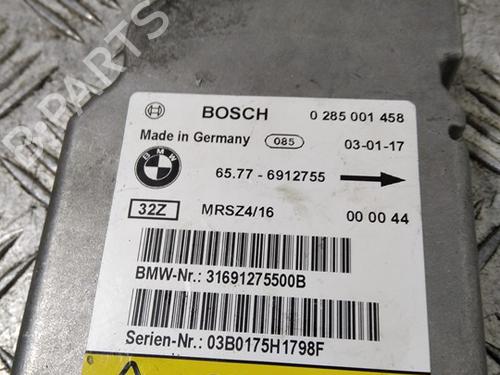 BOSCH 0 285 001 458
Made in Germany 085 03-01-17
BMW 65.77 - 6912755
32Z MRSZ4/16 00 00 44
BMW-Nr.: 31691275500B
Serien-Nr.: 03B0175H1798F
B-PARTS